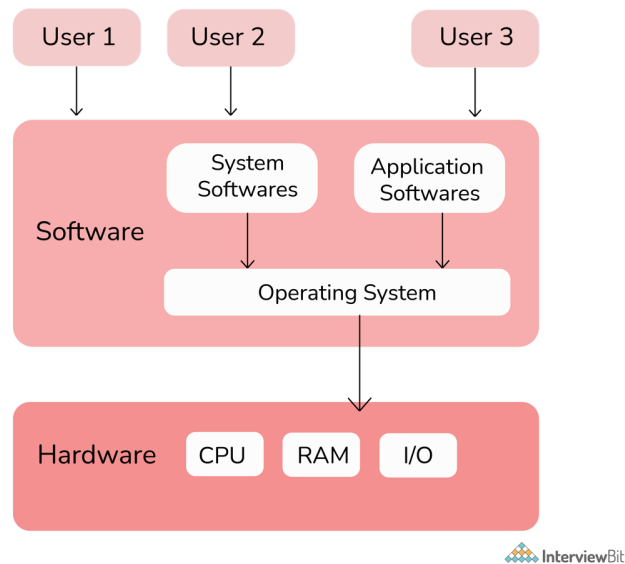 User 1
User 2
User 3
System
Softwares
Application
Softwares
Software
Operating System
Hardware
CPU
RAM
I/O
InterviewBit